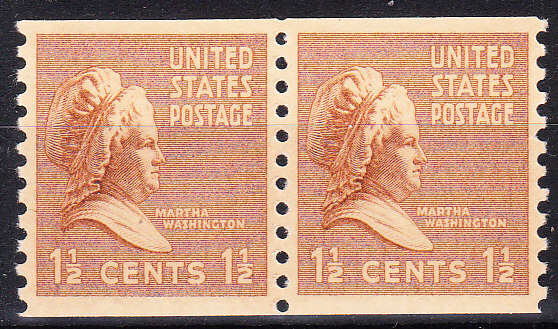 UNITED
STATES
POSTAGE
MARTHA
WASHINGTON
1½ CENTS 1½
UNITED
STATES
POSTAGE
MARTHA
WASHINGTON
1½ CENTS 1½